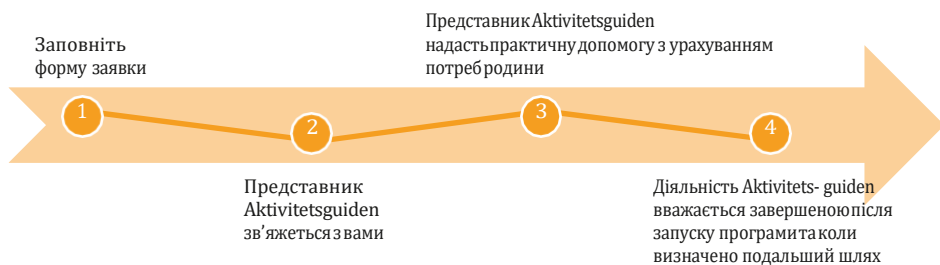 Заповніть
форму заявки
1
Представник
Aktivitetsguiden
зв’яжеться з вами
2
Представник Aktivitetsguiden
надасть практичну допомогу з урахуванням
потреб родини
3
Діяльність Aktivitets- guiden
вважається завершеною після
запуску програми та коли
визначено подальший шлях
4